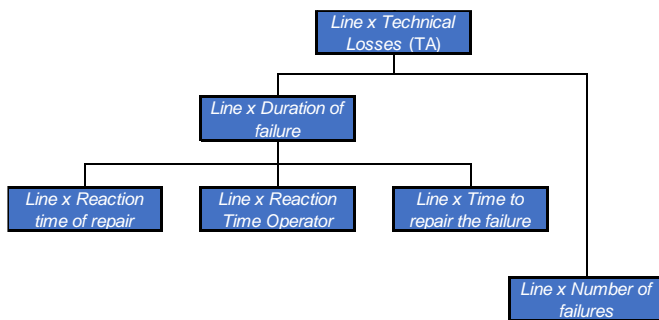 Line x Technical
Losses (TA)
Line x Duration of
failure
Line x Reaction
time of repair
Line x Reaction
Time Operator
Line x Time to
repair the failure
Line x Number of
failures